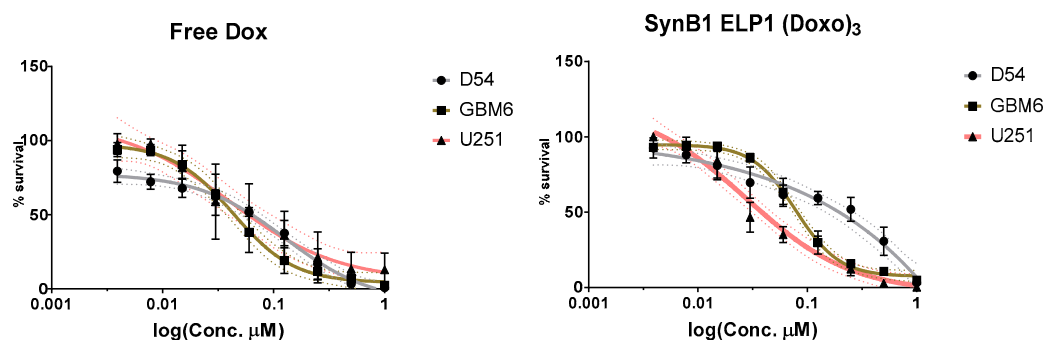 Free Dox
150
100
50
0
% survival
0.001
0.01
0.1
1
log(Conc. μM)
D54
GBM6
U251
SynB1 ELP1 (Doxo)3
150
100
50
0
% survival
0.001
0.01
0.1
1
log(Conc. μM)
D54
GBM6
U251